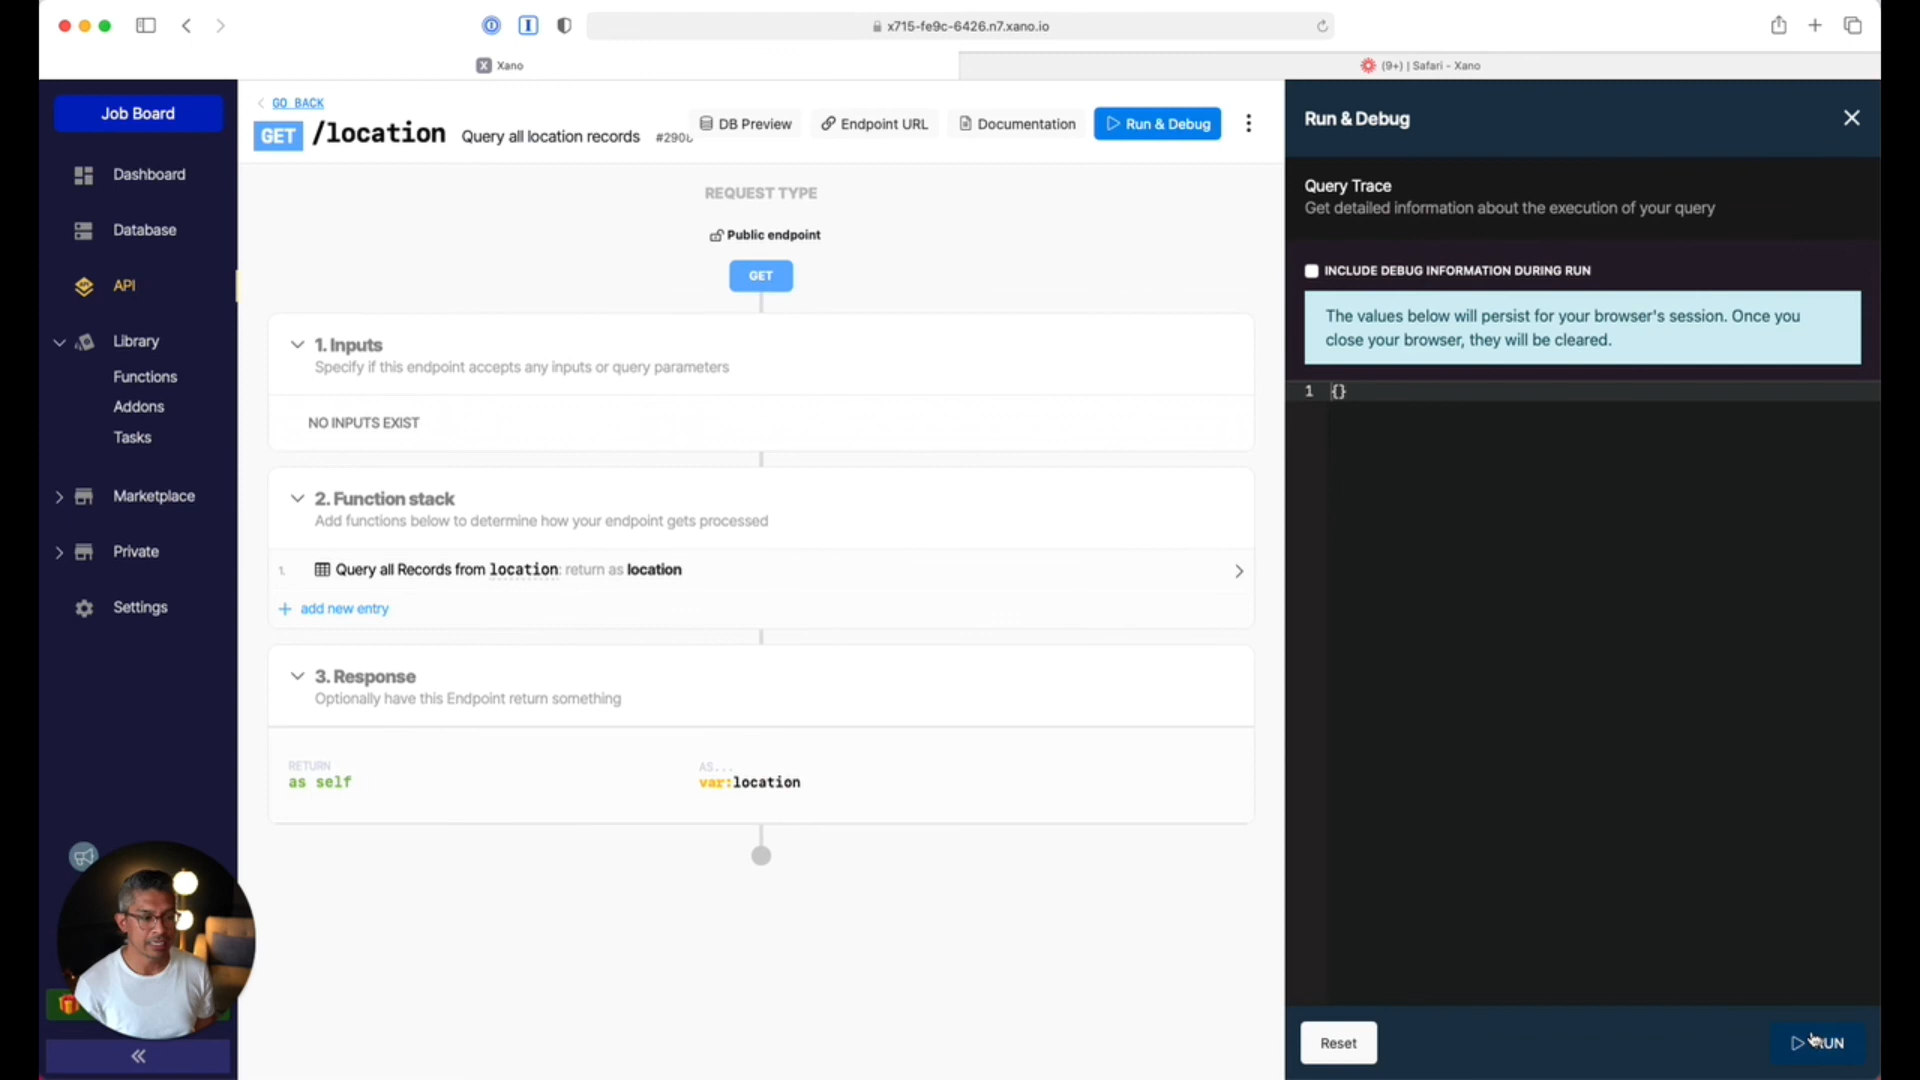 x715-fe9c-6426.n7.xano.io
Xano
(9+) | Safari - Xano
Job Board
Dashboard
Database
API
Library
Functions
Addons
Tasks
Marketplace
Private
Settings
GO BACK
GET /location Query all location records #2908
DB Preview
Endpoint URL
Documentation
Run & Debug
REQUEST TYPE
Public endpoint
GET
1. Inputs
Specify if this endpoint accepts any inputs or query parameters
NO INPUTS EXIST
2. Function stack
Add functions below to determine how your endpoint gets processed
1. Query all Records from location: return as location
+ add new entry
3. Response
Optionally have this Endpoint return something
RETURN
as self
AS...
var:location
Run & Debug
Query Trace
Get detailed information about the execution of your query
INCLUDE DEBUG INFORMATION DURING RUN
The values below will persist for your browser's session. Once you
close your browser, they will be cleared.
1 {}
Reset
RUN